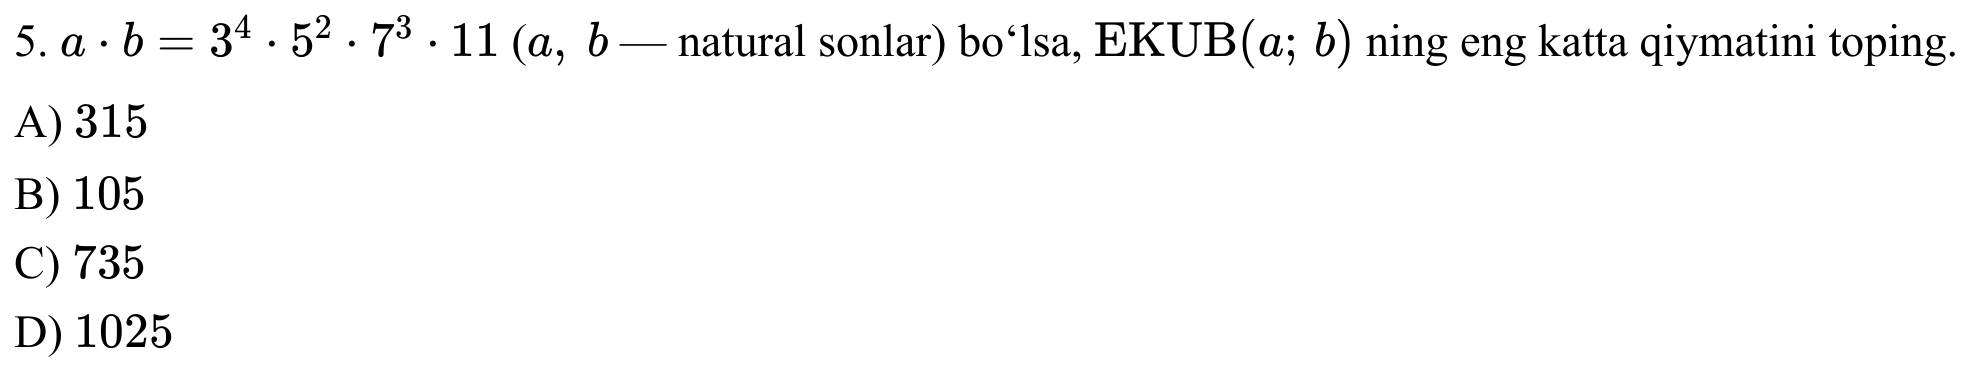 5. a · b = 3⁴ · 5² · 7³ · 11 (a, b — natural sonlar) bo‘lsa, EKUB(a; b) ning eng katta qiymatini toping.
A) 315
B) 105
C) 735
D) 1025